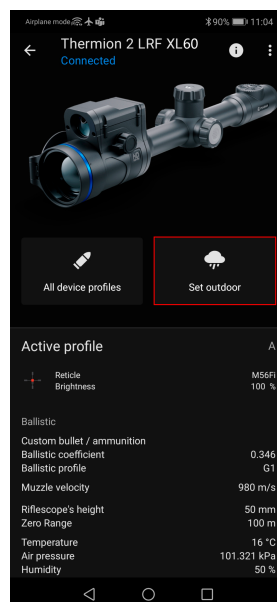 Airplane mode 90% 11:04
Thermion 2 LRF XL60
Connected
All device profiles Set outdoor
Active profile A
Reticle M56Fi
Brightness 100 %
Ballistic
Custom bullet / ammunition
Ballistic coefficient 0.346
Ballistic profile G1
Muzzle velocity 980 m/s
Riflescope's height 50 mm
Zero Range 100 m
Temperature 16 °C
Air pressure 101.321 kPa
Humidity 50 %